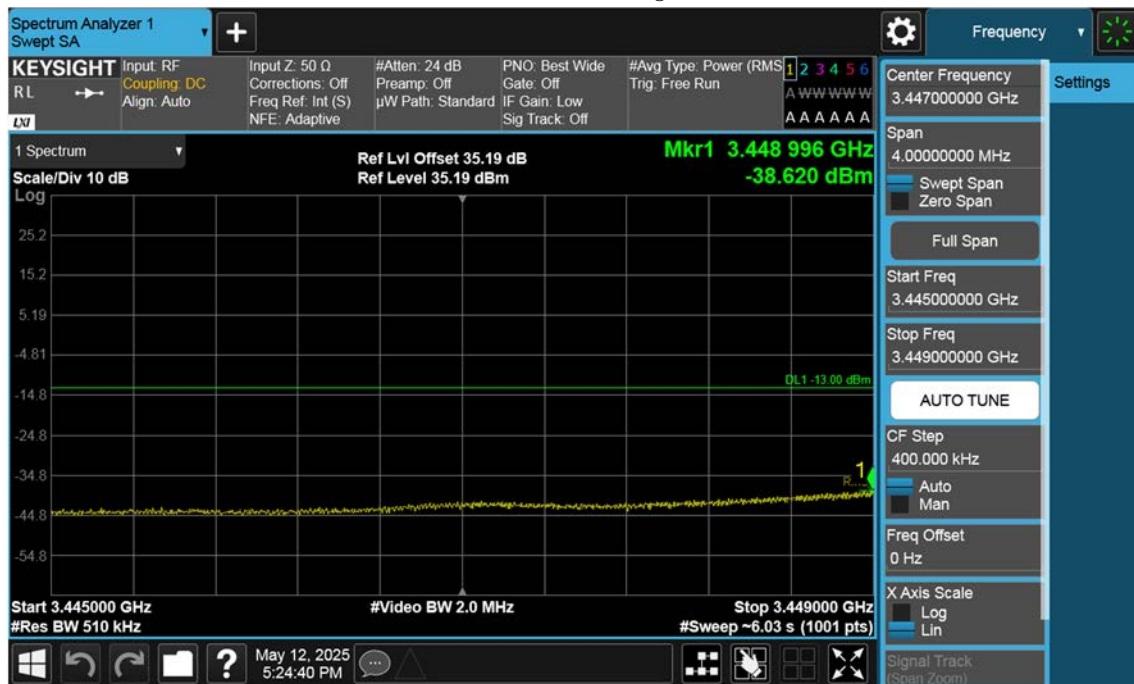 Spectrum Analyzer 1
Swept SA
Frequency
KEYSIGHT
RL
LXI
Input: RF
Coupling: DC
Align: Auto
Input Z: 50 Ω
Corrections: Off
Freq Ref: Int (S)
NFE: Adaptive
#Atten: 24 dB
Preamp: Off
µW Path: Standard
PNO: Best Wide
Gate: Off
IF Gain: Low
Sig Track: Off
#Avg Type: Power (RMS
Trig: Free Run
1 2 3 4 5 6
A W W W W W
A A A A A A
1 Spectrum
Scale/Div 10 dB
Log
Ref Lvl Offset 35.19 dB
Ref Level 35.19 dBm
Mkr1 3.448 996 GHz
-38.620 dBm
25.2
15.2
5.19
-4.81
DL1 -13.00 dBm
-14.8
-24.8
-34.8
1
-44.8
-54.8
Start 3.445000 GHz
#Video BW 2.0 MHz
Stop 3.449000 GHz
#Res BW 510 kHz
#Sweep ~6.03 s (1001 pts)
May 12, 2025
5:24:40 PM
?
Center Frequency
3.447000000 GHz
Settings
Span
4.00000000 MHz
Swept Span
Zero Span
Full Span
Start Freq
3.445000000 GHz
Stop Freq
3.449000000 GHz
AUTO TUNE
CF Step
400.000 kHz
Auto
Man
Freq Offset
0 Hz
X Axis Scale
Log
Lin
Signal Track
(Span Zoom)